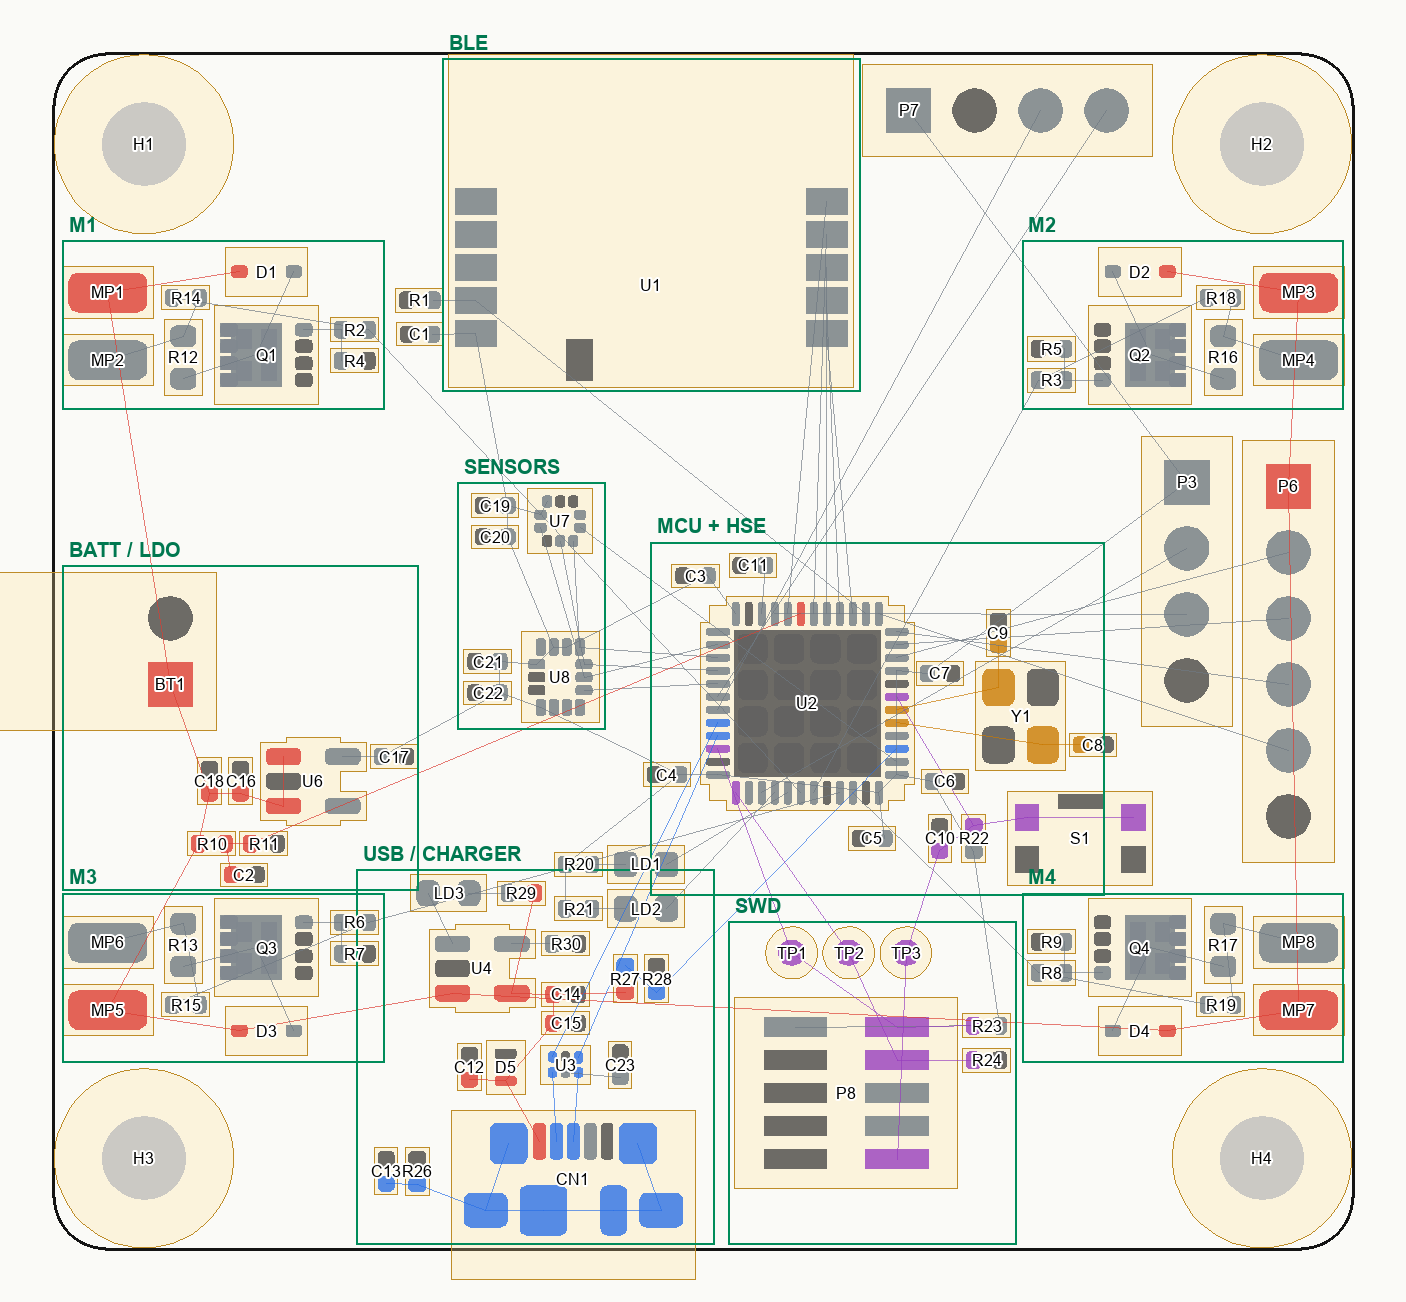 BLE
H1
P7
H2
M1
M2
U1
MP1
D1
R14
R1
R2
C1
MP2
R12
Q1
R4
D2
R18
MP3
R5
Q2
R16
MP4
R3
SENSORS
P3
P6
C19
U7
C20
MCU + HSE
BATT / LDO
C11
C3
C9
C21
U8
C22
C7
BT1
U2
Y1
C8
C17
C18
C16
U6
C4
C6
R10
R11
C5
C10
R22
S1
USB / CHARGER
R20
LD1
C2
M3
M4
LD3
R29
R21
LD2
SWD
R6
MP6
R13
Q3
R7
R30
R9
Q4
R17
MP8
TP1
TP2
TP3
U4
R27
R28
R8
C14
R15
MP5
R19
MP7
C15
R23
D3
D4
C12
D5
U3
C23
R24
P8
H3
C13
R26
CN1
H4